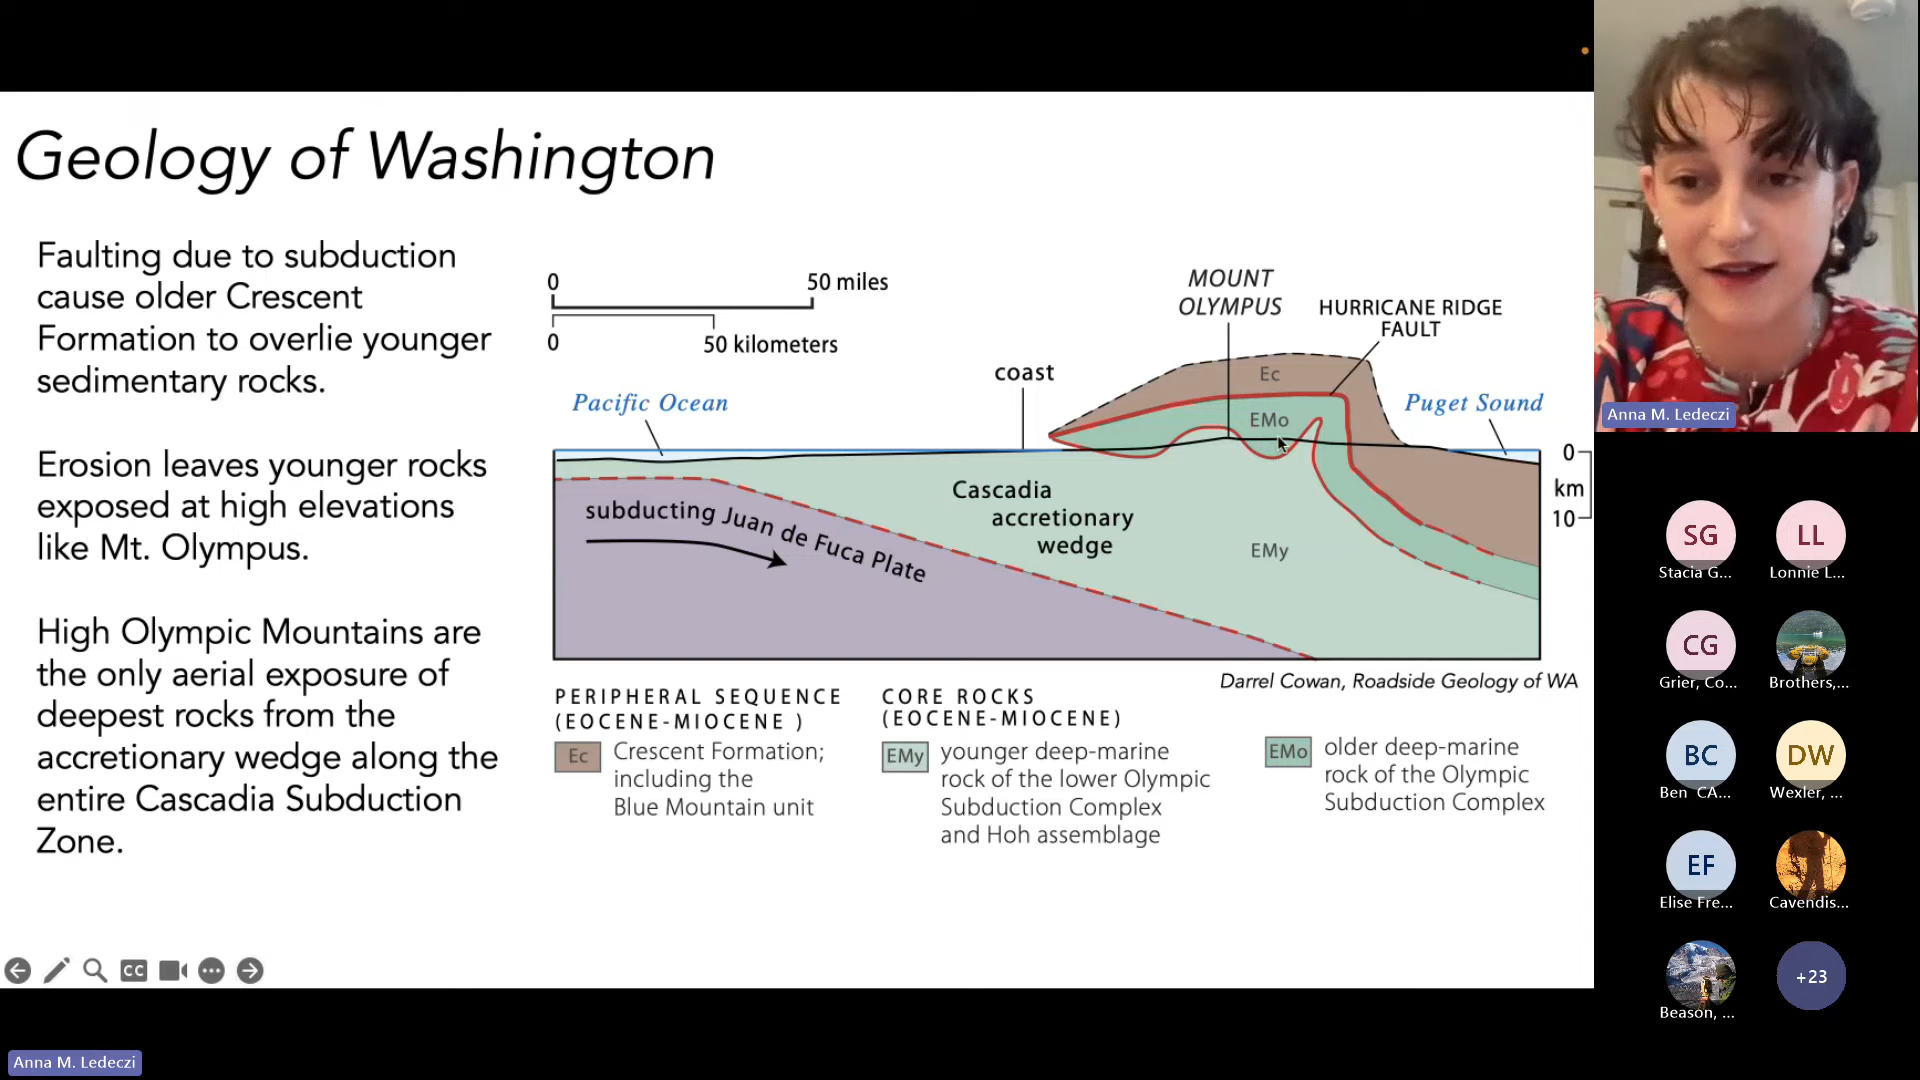 Geology of Washington
Faulting due to subduction
cause older Crescent
Formation to overlie younger
sedimentary rocks.
Erosion leaves younger rocks
exposed at high elevations
like Mt. Olympus.
High Olympic Mountains are
the only aerial exposure of
deepest rocks from the
accretionary wedge along the
entire Cascadia Subduction
Zone.
0
50 miles
0
50 kilometers
MOUNT
OLYMPUS
HURRICANE RIDGE
FAULT
coast
Pacific Ocean
Puget Sound
Ec
EMo
0
km
10
Cascadia
accretionary
wedge
EMy
subducting Juan de Fuca Plate
Darrel Cowan, Roadside Geology of WA
PERIPHERAL SEQUENCE
(EOCENE-MIOCENE )
Ec
Crescent Formation;
including the
Blue Mountain unit
CORE ROCKS
(EOCENE-MIOCENE)
EMy
younger deep-marine
rock of the lower Olympic
Subduction Complex
and Hoh assemblage
EMo
older deep-marine
rock of the Olympic
Subduction Complex
CC
Anna M. Ledeczi
Anna M. Ledeczi
SG
Stacia G...
LL
Lonnie L...
CG
Grier, Co...
Brothers,...
BC
Ben CA...
DW
Wexler, ...
EF
Elise Fre...
Cavendis...
Beason, ...
+23